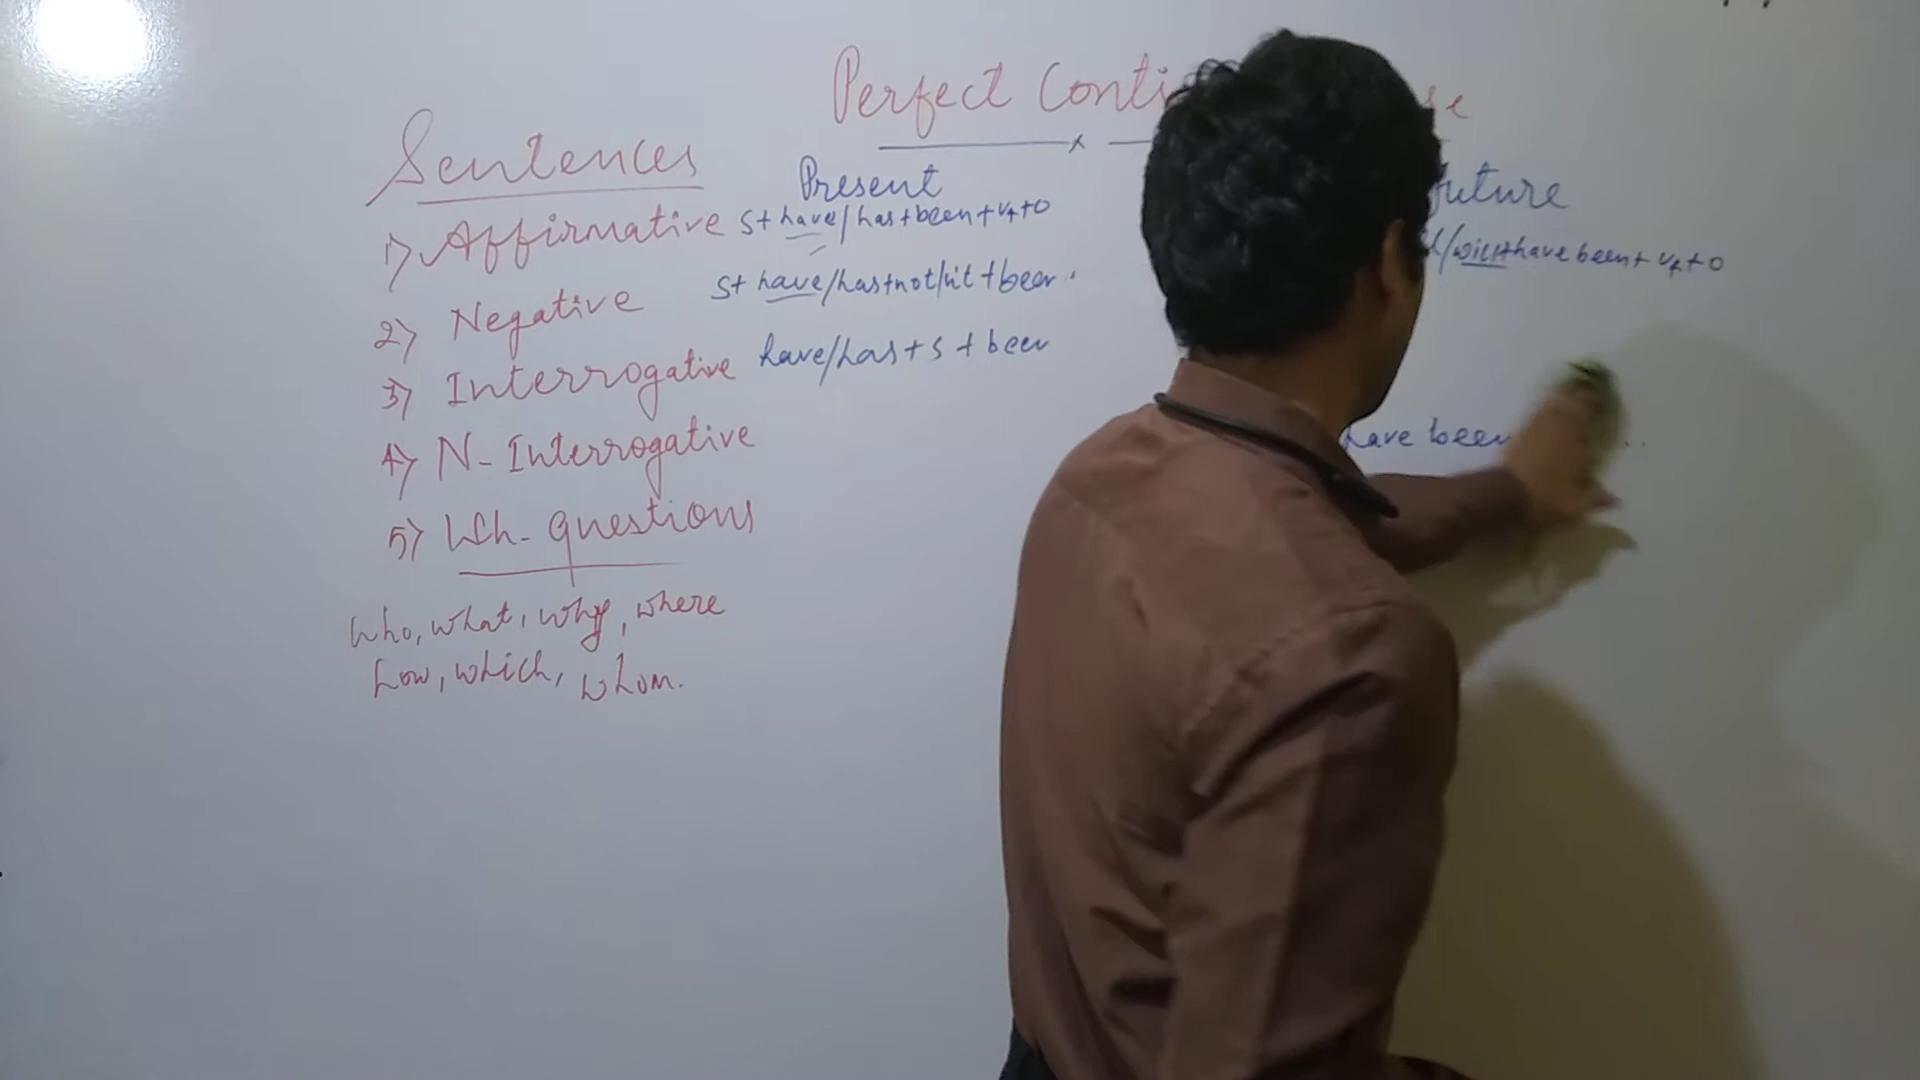 Perfect Conti se
Sentences
Present
uture
1) Affirmative S+have/has+been+v4+o
/will+have been+v4+o
2) Negative S+have/has+not/n't+been.
3) Interrogative have/has+S+been
4) N-Interrogative
have been ..
5) Wh-questions
who, what, why, where
how, which, whom.